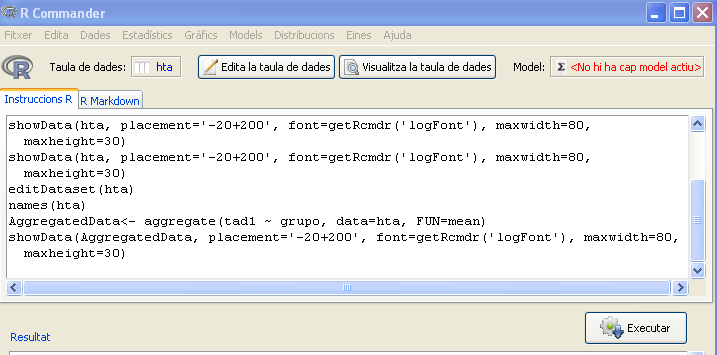 R Commander
Fitxer Edita Dades Estadístics Gràfics Models Distribucions Eines Ajuda
Taula de dades: hta Edita la taula de dades Visualitza la taula de dades Model: Σ <No hi ha cap model actiu>
Instruccions R R Markdown
showData(hta, placement='-20+200', font=getRcmdr('logFont'), maxwidth=80,
maxheight=30)
showData(hta, placement='-20+200', font=getRcmdr('logFont'), maxwidth=80,
maxheight=30)
editDataset(hta)
names(hta)
AggregatedData<- aggregate(tad1 ~ grupo, data=hta, FUN=mean)
showData(AggregatedData, placement='-20+200', font=getRcmdr('logFont'), maxwidth=80,
maxheight=30)
Executar
Resultat